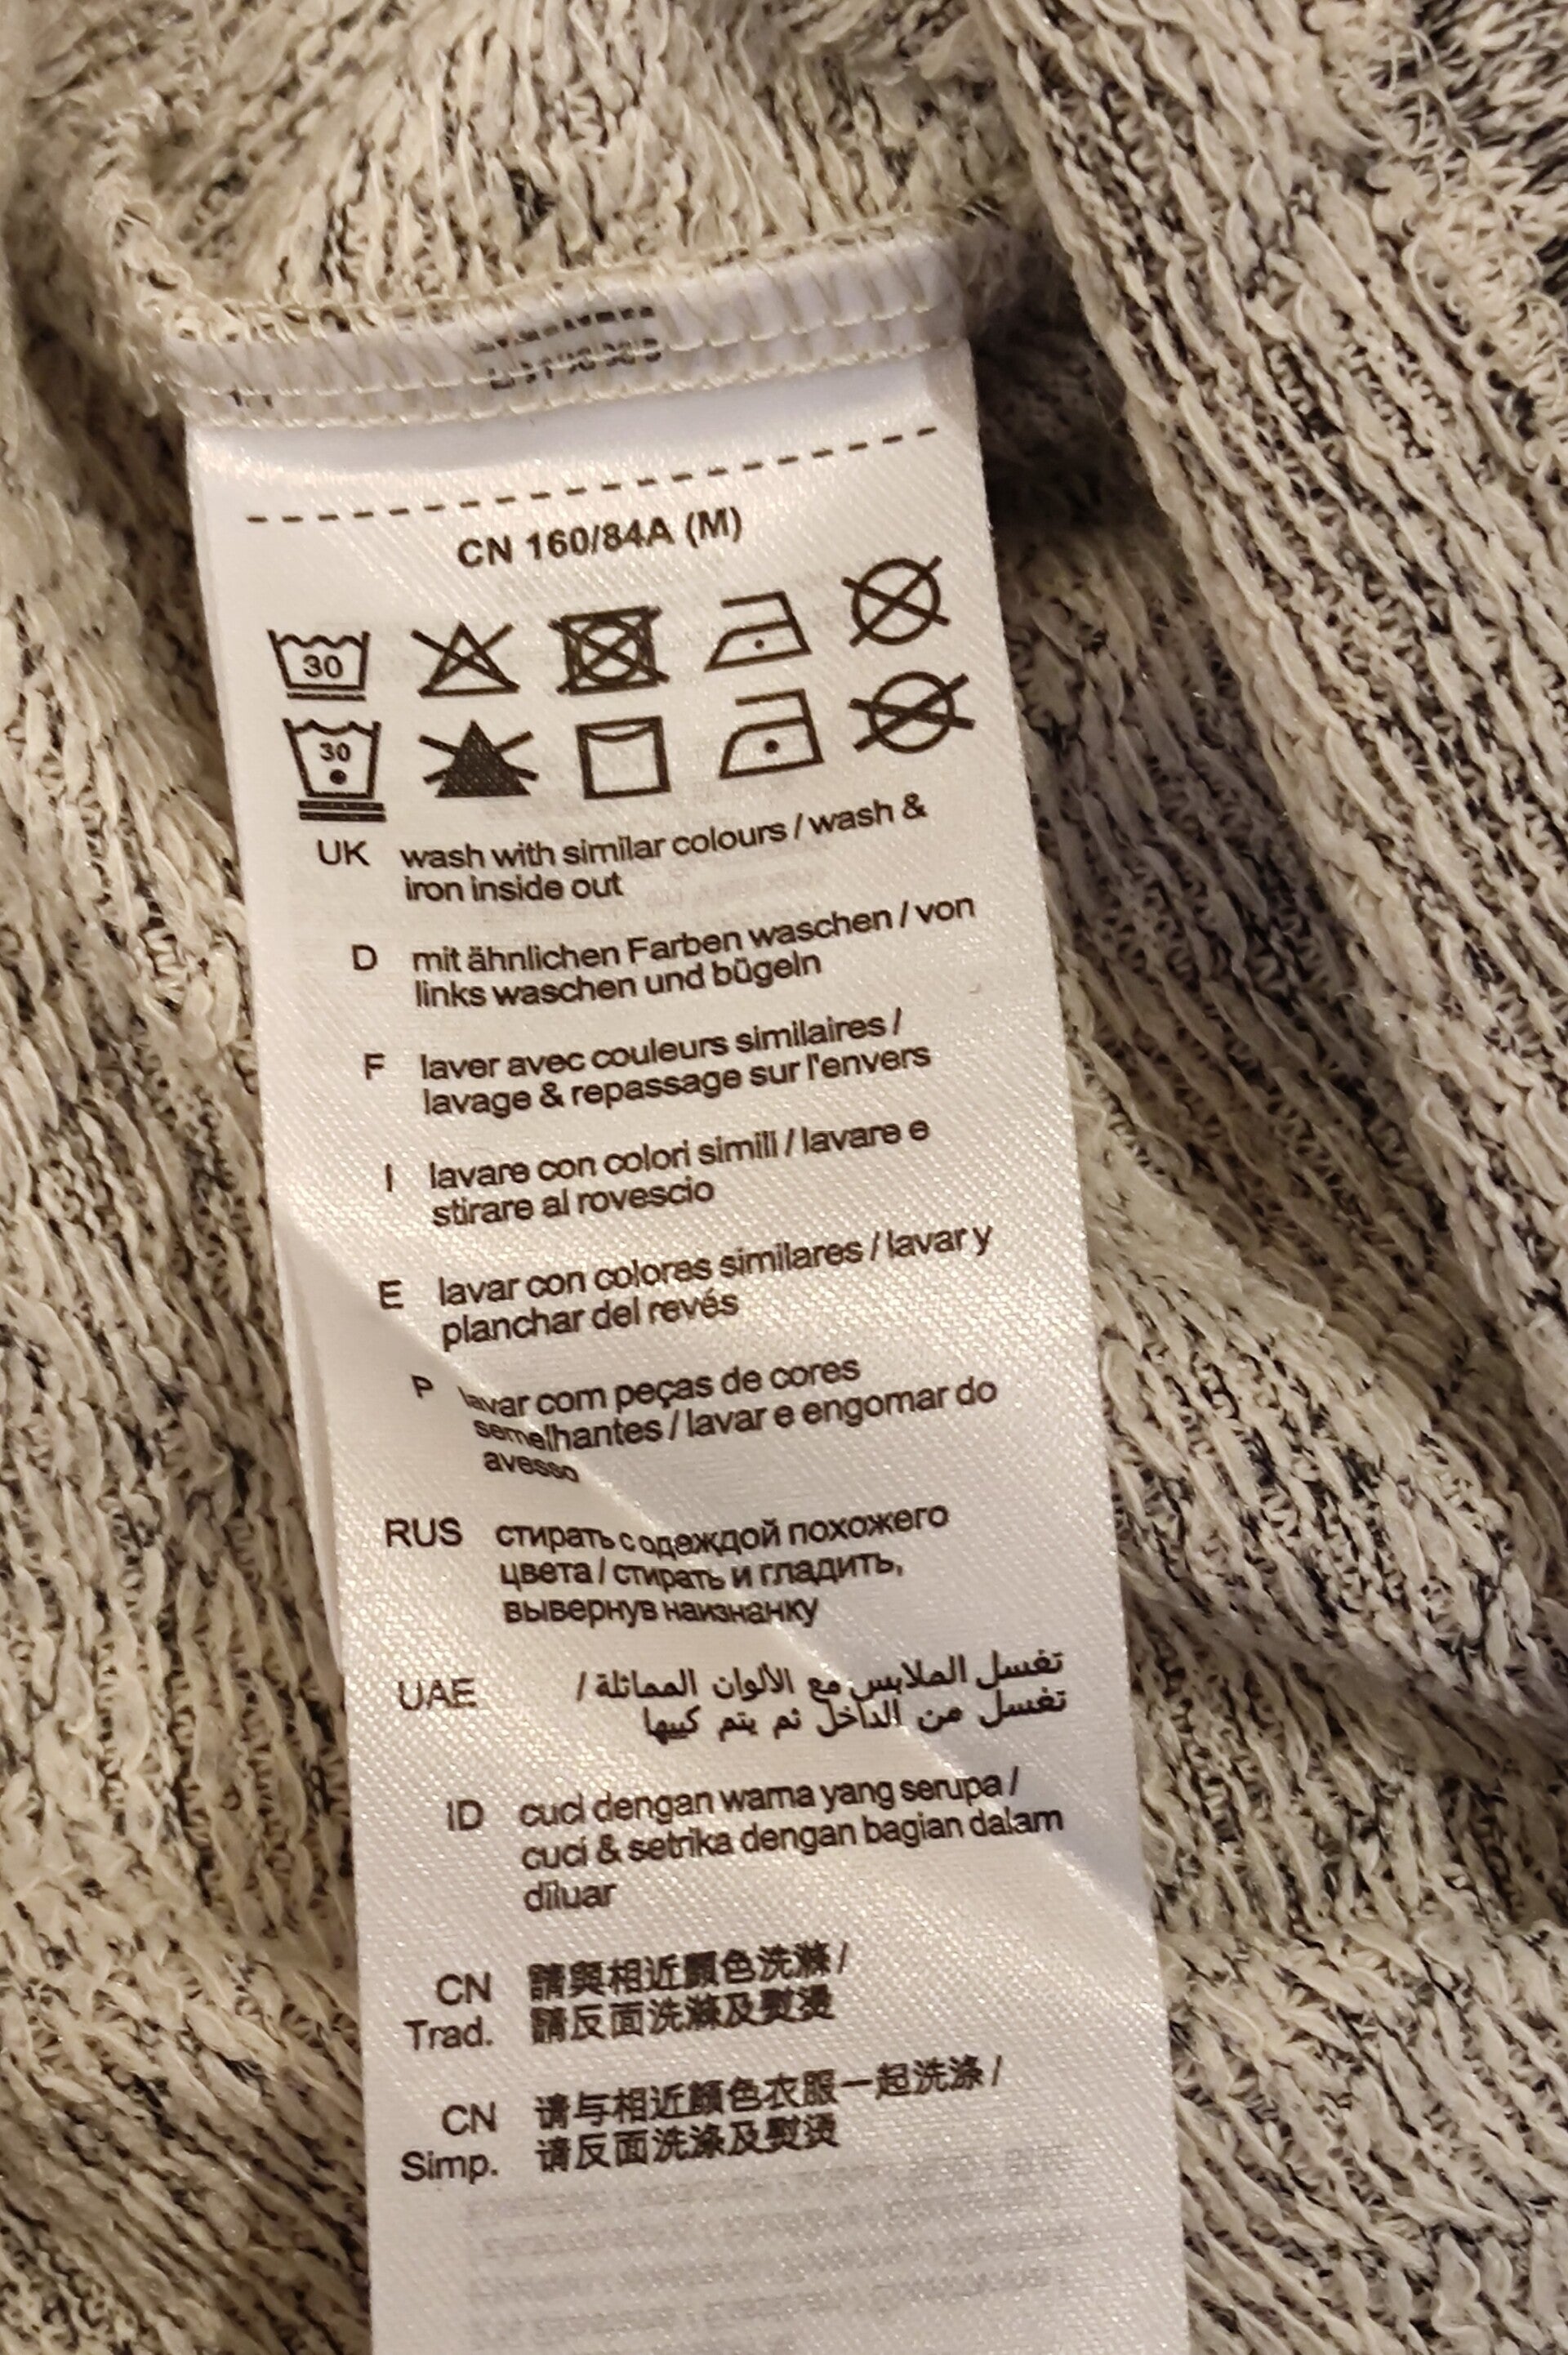 CN 160/84A (M)
30
30
UK wash with similar colours / wash &
iron inside out
D mit ähnlichen Farben waschen / von
links waschen und bügeln
F laver avec couleurs similaires /
lavage & repassage sur l'envers
I lavare con colori simili / lavare e
stirare al rovescio
E lavar con colores similares / lavar y
planchar del revés
P lavar com peças de cores
semelhantes / lavar e engomar do
avesso
RUS стирать с одеждой похожего
цвета / стирать и гладить,
вывернув наизнанку
UAE تغسل الملابس مع الألوان المماثلة /
تغسل من الداخل ثم يتم كييها
ID cuci dengan warna yang serupa /
cuci & setrika dengan bagian dalam
diluar
CN 請與相近顏色洗滌 /
Trad. 請反面洗滌及熨燙
CN 请与相近颜色衣服一起洗涤 /
Simp. 请反面洗涤及熨烫